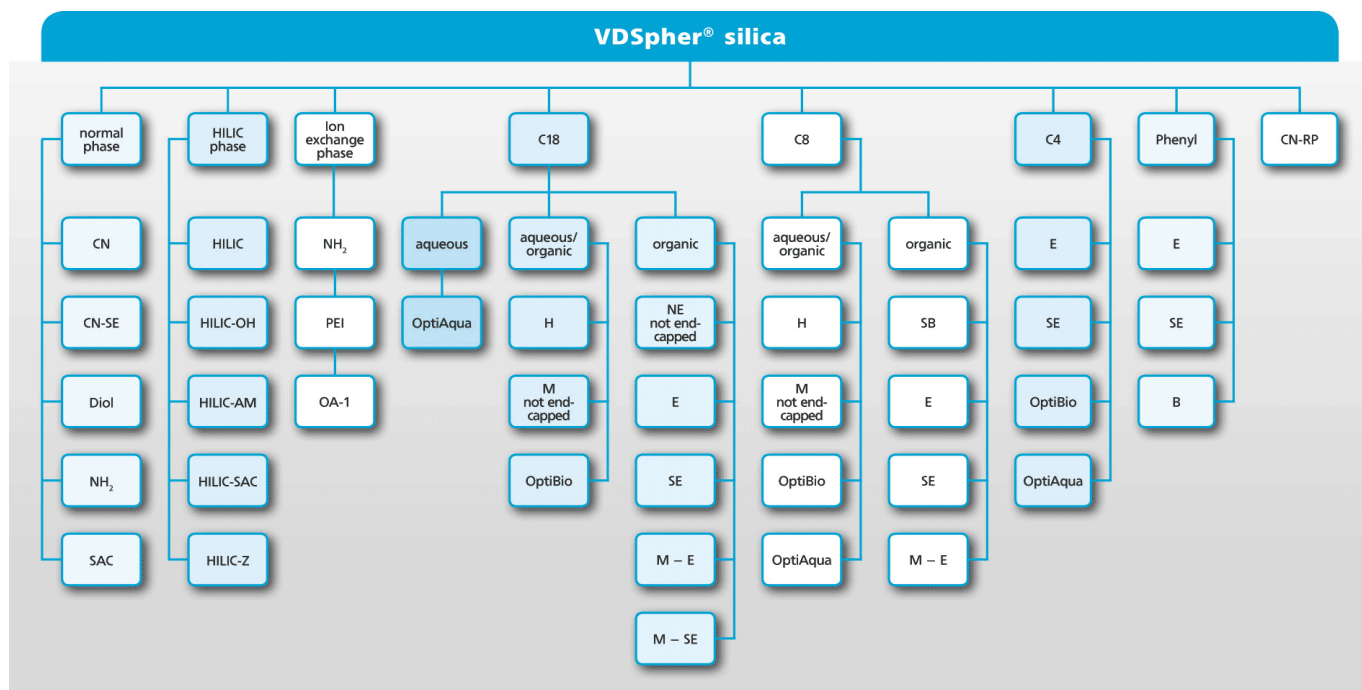 VDSpher® silica
normal
phase
HILIC
phase
Ion
exchange
phase
C18
C8
C4
Phenyl
CN-RP
CN
CN-SE
Diol
NH₂
SAC
HILIC
HILIC-OH
HILIC-AM
HILIC-SAC
HILIC-Z
NH₂
PEI
OA-1
aqueous
OptiAqua
aqueous/
organic
H
M
not end-
capped
OptiBio
organic
NE
not end-
capped
E
SE
M – E
M – SE
aqueous/
organic
H
M
not end-
capped
OptiBio
OptiAqua
organic
SB
E
SE
M – E
E
SE
OptiBio
OptiAqua
E
SE
B